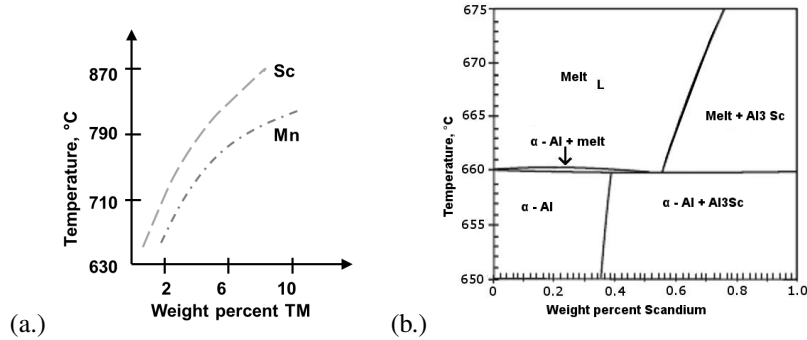 870
790
710
630
Temperature, °C
Sc
Mn
2
6
10
Weight percent TM
(a.)
675
670
665
660
655
650
Temperature, °C
Melt L
α - Al + melt
Melt + Al3 Sc
α - Al
α - Al + Al3Sc
0
0.2
0.4
0.6
0.8
1.0
Weight percent Scandium
(b.)